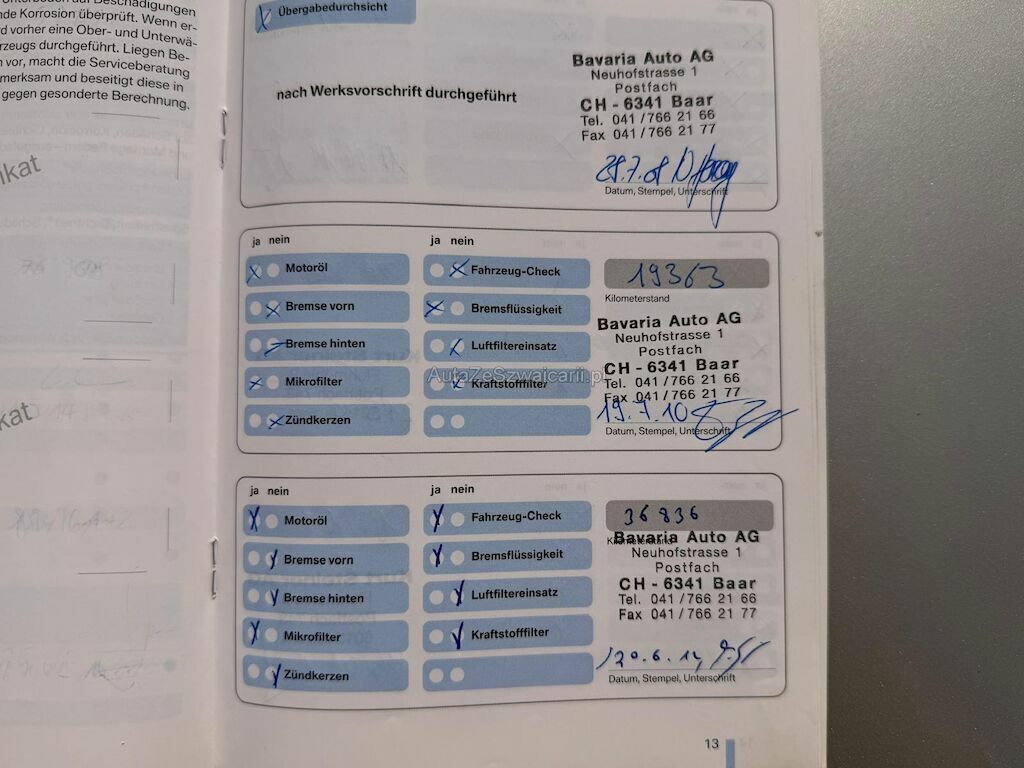 Unterboden auf Beschädigungen
nde Korrosion überprüft. Wenn er-
d vorher eine Ober- und Unterwä-
rzeugs durchgeführt. Liegen Be-
n vor, macht die Serviceberatung
merksam und beseitigt diese in
gegen gesonderte Berechnung.
ikat
kat
Übergabedurchsicht
nach Werksvorschrift durchgeführt
Bavaria Auto AG
Neuhofstrasse 1
Postfach
CH - 6341 Baar
Tel. 041/766 21 66
Fax 041/766 21 77
Datum, Stempel, Unterschrift
ja nein
Motoröl
Bremse vorn
Bremse hinten
Mikrofilter
Zündkerzen
ja nein
Fahrzeug-Check
Bremsflüssigkeit
Luftfiltereinsatz
Kraftstofffilter
19363
Kilometerstand
Bavaria Auto AG
Neuhofstrasse 1
Postfach
CH - 6341 Baar
Tel. 041/766 21 66
Fax 041/766 21 77
19.7.10
Datum, Stempel, Unterschrift
AutaZeSzwajcarii.pl
ja nein
Motoröl
Bremse vorn
Bremse hinten
Mikrofilter
Zündkerzen
ja nein
Fahrzeug-Check
Bremsflüssigkeit
Luftfiltereinsatz
Kraftstofffilter
36836
Kilometerstand
Bavaria Auto AG
Neuhofstrasse 1
Postfach
CH - 6341 Baar
Tel. 041/766 21 66
Fax 041/766 21 77
Datum, Stempel, Unterschrift
13